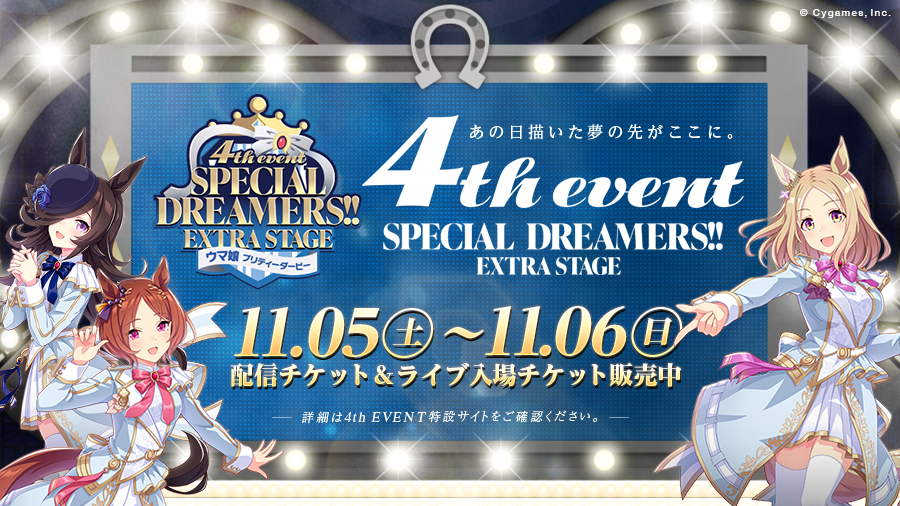 © Cygames, Inc.
4th event
SPECIAL
DREAMERS!!
EXTRA STAGE
ウマ娘 プリティーダービー
あの日描いた夢の先がここに。
4th event
SPECIAL DREAMERS!!
EXTRA STAGE
11.05土～11.06日
配信チケット＆ライブ入場チケット販売中
詳細は4th EVENT特設サイトをご確認ください。